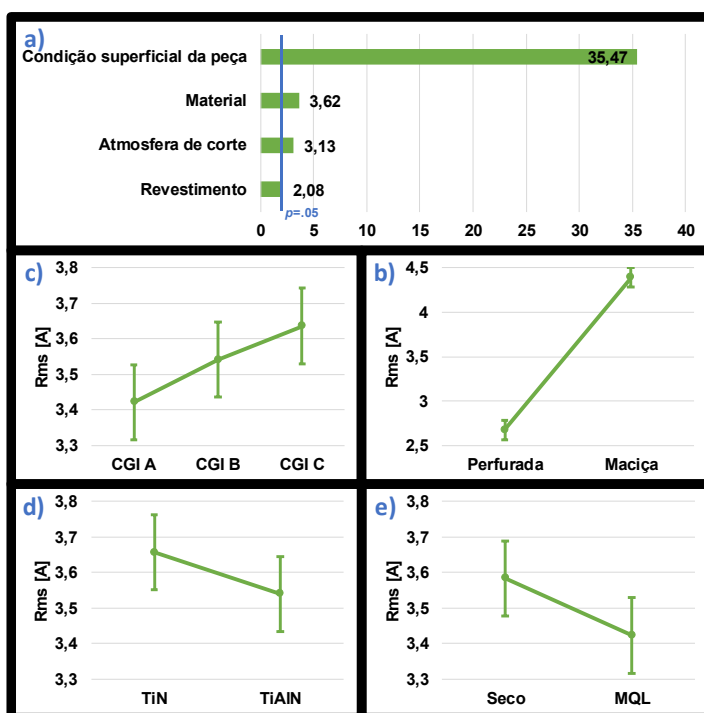 a)
Condição superficial da peça
35,47
Material
3,62
Atmosfera de corte
3,13
Revestimento
2,08
p=.05
0 5 10 15 20 25 30 35 40
c)
Rms [A]
3,8
3,7
3,6
3,5
3,4
3,3
CGI A CGI B CGI C
b)
Rms [A]
4,5
4
3,5
3
2,5
Perfurada Maciça
d)
Rms [A]
3,8
3,7
3,6
3,5
3,4
3,3
TiN TiAlN
e)
Rms [A]
3,8
3,7
3,6
3,5
3,4
3,3
Seco MQL